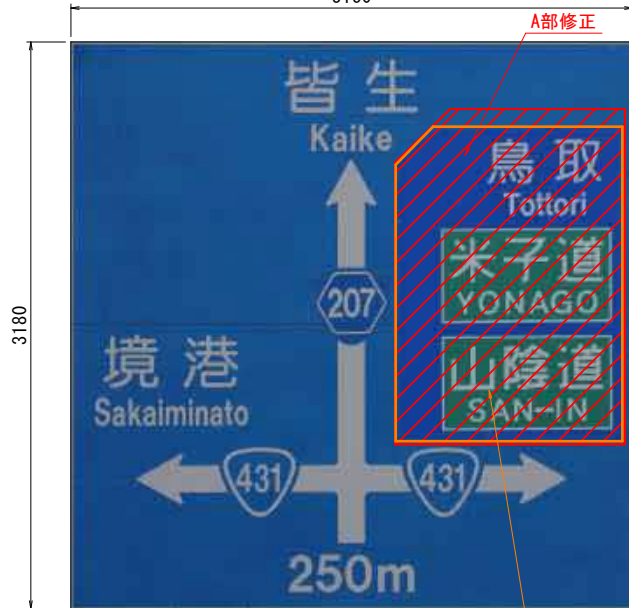 A部修正
皆生
Kaike
鳥取
Tottori
米子道
YONAGO
207
3180
山陰道
SAN-IN
境港
Sakaiminato
431
431
250m